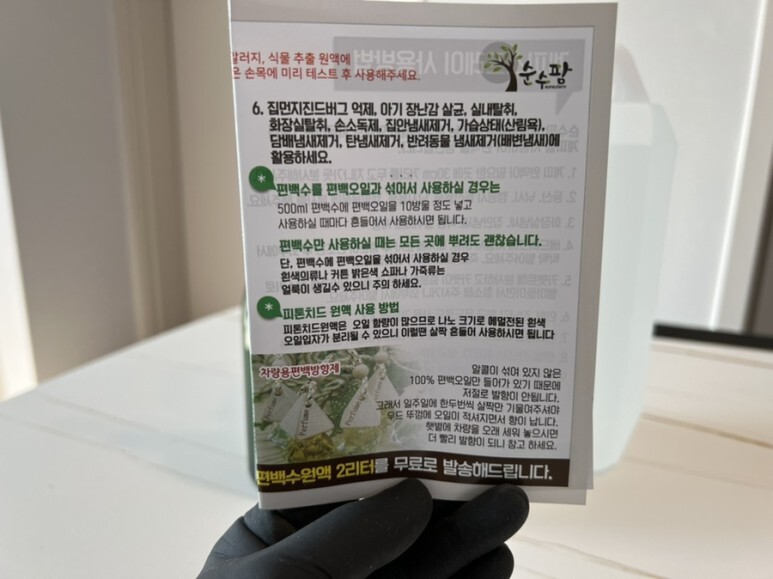 알러지, 식물 추출 원액에
은 손목에 미리 테스트 후 사용해주세요.
순수팜
6. 집먼지진드버그 억제, 아기 장난감 살균, 실내탈취,
화장실탈취, 손소독제, 집안냄새제거, 가습상태(산림욕),
담배냄새제거, 탄냄새제거, 반려동물 냄새제거(배변냄새)에
활용하세요.
* 편백수를 편백오일과 섞어서 사용하실 경우는
500ml 편백수에 편백오일을 10방울 정도 넣고
사용하실 때마다 흔들어서 사용하시면 됩니다.
편백수만 사용하실 때는 모든 곳에 뿌려도 괜찮습니다.
단, 편백수에 편백오일을 섞어서 사용하실 경우
흰색의류나 커튼 밝은색 쇼파나 가죽류는
얼룩이 생길수 있으니 주의 하세요.
* 피톤치드 원액 사용 방법
피톤치드원액은 오일 함량이 많으므로 나노 크기로 에멀전된 흰색
오일입자가 분리될 수 있으니 이럴땐 살짝 흔들어 사용하시면 됩니다
차량용편백방향제
알콜이 섞여 있지 않은
100% 편백오일만 들어가 있기 때문에
저절로 발향이 안됩니다.
그래서 일주일에 한두번씩 살짝만 기울여주셔야
우드 뚜껑에 오일이 적셔지면서 향이 납니다.
햇볕에 차량을 오래 세워 놓으시면
더 빨리 발향이 되니 참고 하세요.
Perfume
Perfume
편백수원액 2리터를 무료로 발송해드립니다.